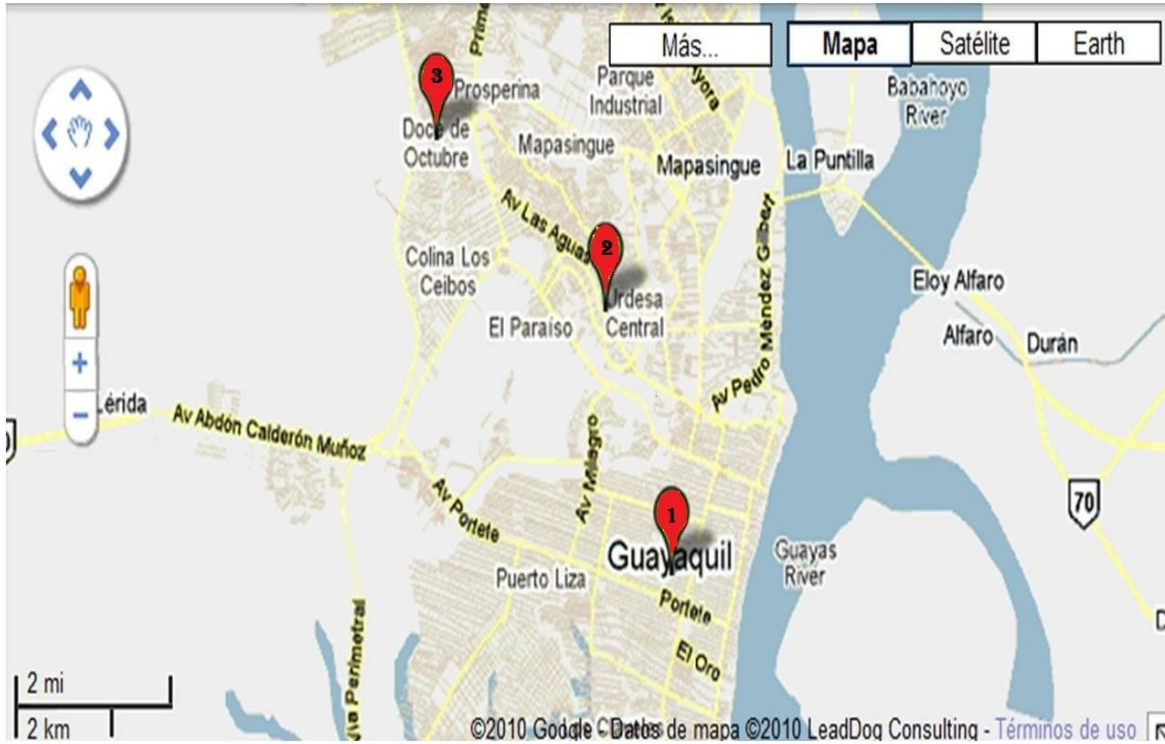 Más...
Mapa
Satélite
Earth
3
Prosperina
Doce de
Octubre
Parque
Industrial
Mapasingue
Mapasingue
La Puntilla
Babahoyo
River
Av Las Aguas
2
Urdesa
Central
Colina Los
Ceibos
El Paraíso
Av Pedro Menéndez Gilbert
Eloy Alfaro
Alfaro
Durán
Lérida
Av Abdón Calderón Muñoz
Av Portete
Av Milagro
1
Guayaquil
70
Guayas
River
Puerto Liza
Portete
El Oro
Vía Perimetral
2 mi
2 km
©2010 Google - Datos de mapa ©2010 LeadDog Consulting - Términos de uso